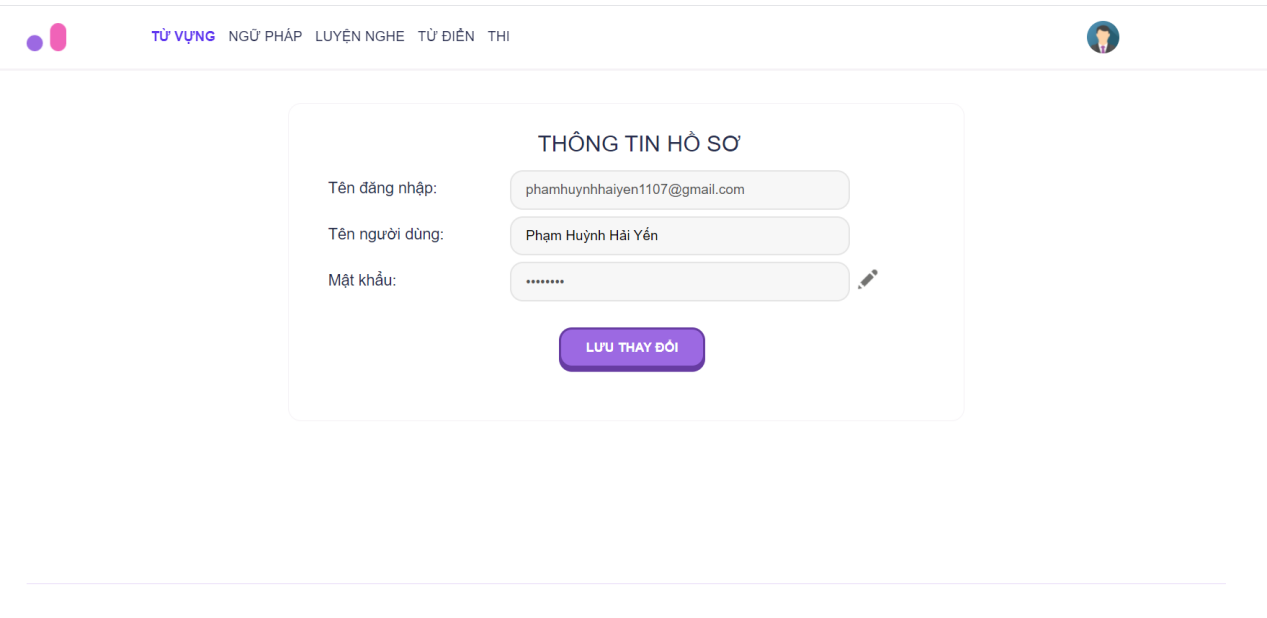 TỪ VỰNG NGỮ PHÁP LUYỆN NGHE TỪ ĐIỂN THI
THÔNG TIN HỒ SƠ
Tên đăng nhập: phamhuynhhaiyen1107@gmail.com
Tên người dùng: Phạm Huỳnh Hải Yến
Mật khẩu: ••••••••
LƯU THAY ĐỔI